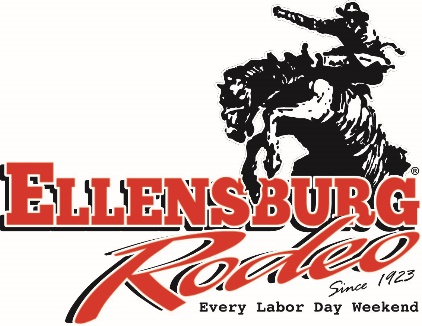 ELLENSBURG®
Rodeo
Since 1923
Every Labor Day Weekend